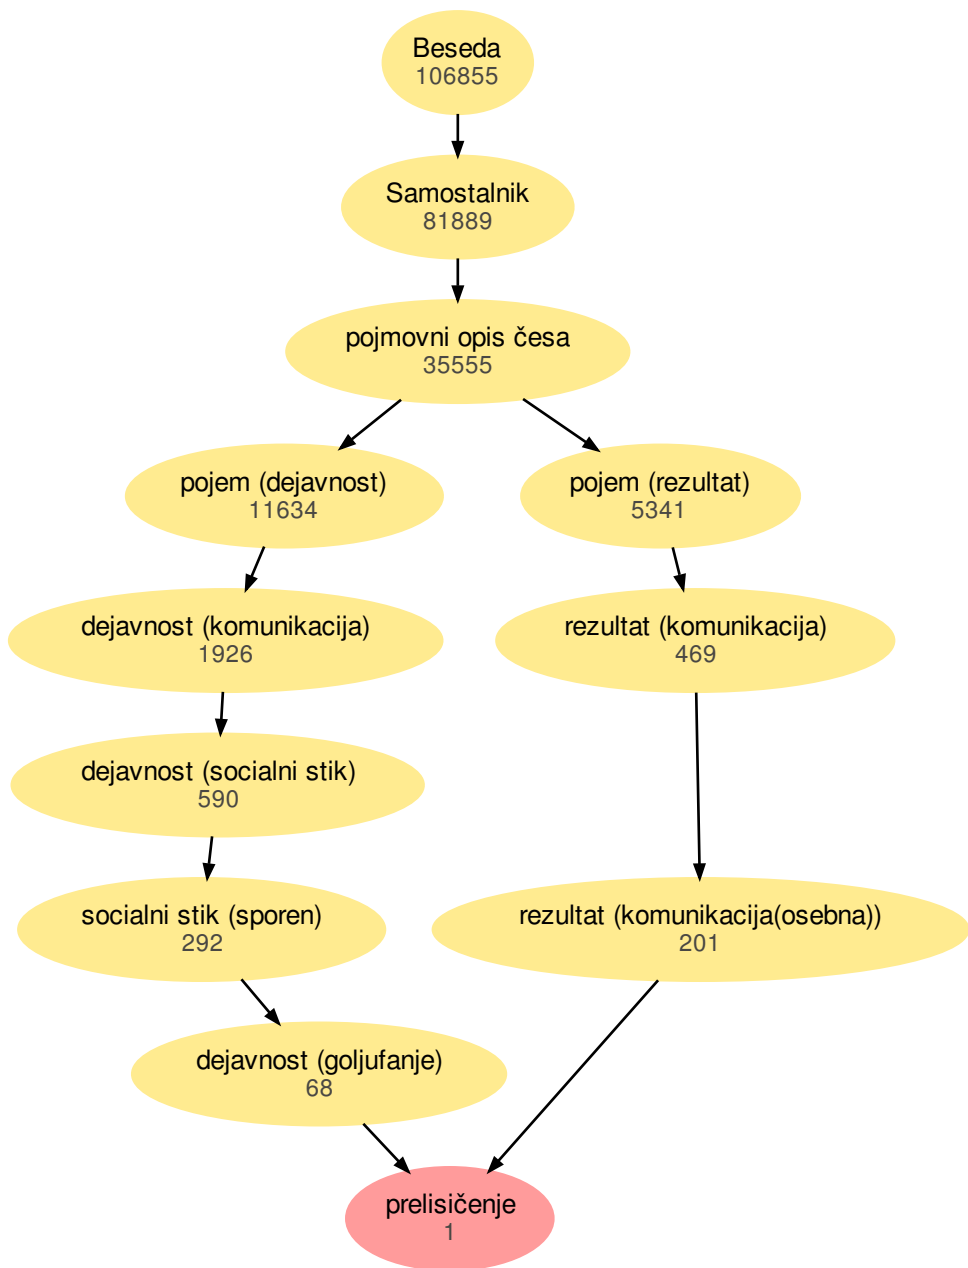 Beseda
106855
Samostalnik
81889
pojmovni opis česa
35555
pojem (dejavnost)
11634
pojem (rezultat)
5341
dejavnost (komunikacija)
1926
rezultat (komunikacija)
469
dejavnost (socialni stik)
590
socialni stik (sporen)
292
rezultat (komunikacija(osebna))
201
dejavnost (goljufanje)
68
prelisičenje
1